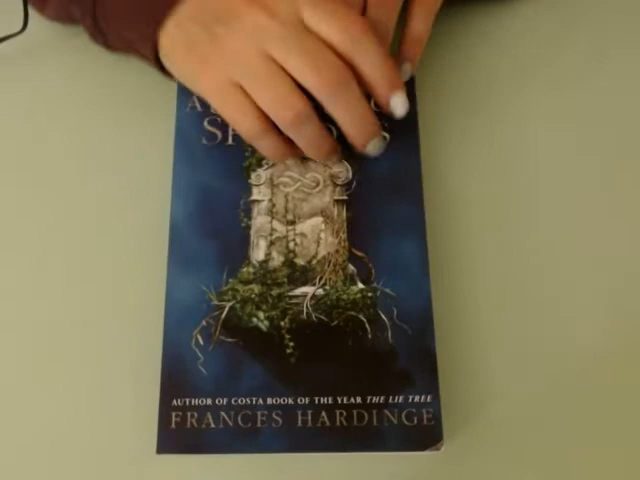 A
S
AUTHOR OF COSTA BOOK OF THE YEAR THE LIE TREE
FRANCES HARDINGE